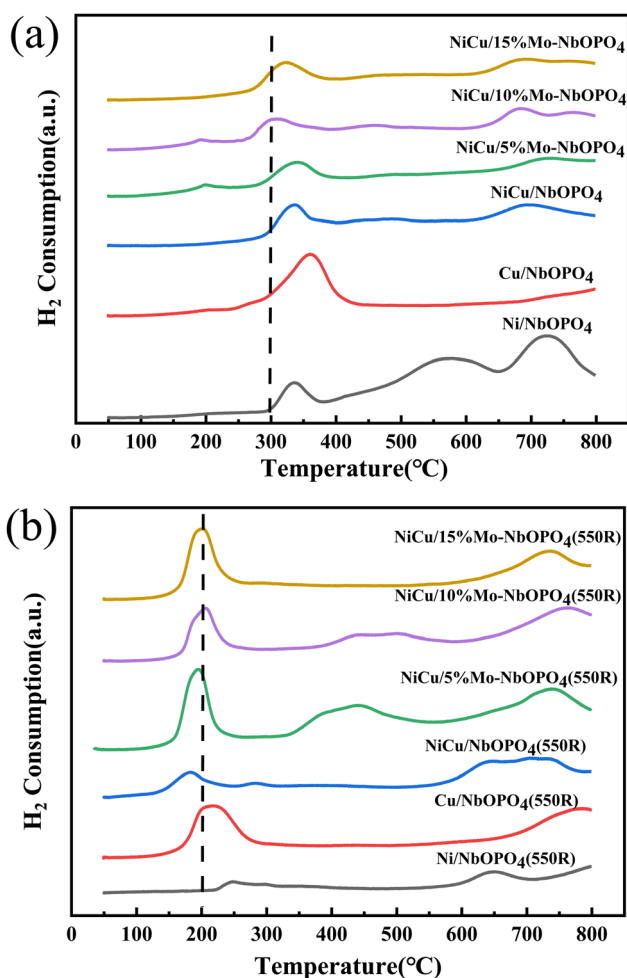 (a)
NiCu/15%Mo-NbOPO4
NiCu/10%Mo-NbOPO4
NiCu/5%Mo-NbOPO4
NiCu/NbOPO4
Cu/NbOPO4
Ni/NbOPO4
H2 Consumption(a.u.)
0 100 200 300 400 500 600 700 800
Temperature(°C)
(b)
NiCu/15%Mo-NbOPO4(550R)
NiCu/10%Mo-NbOPO4(550R)
NiCu/5%Mo-NbOPO4(550R)
NiCu/NbOPO4(550R)
Cu/NbOPO4(550R)
Ni/NbOPO4(550R)
H2 Consumption(a.u.)
0 100 200 300 400 500 600 700 800
Temperature(°C)